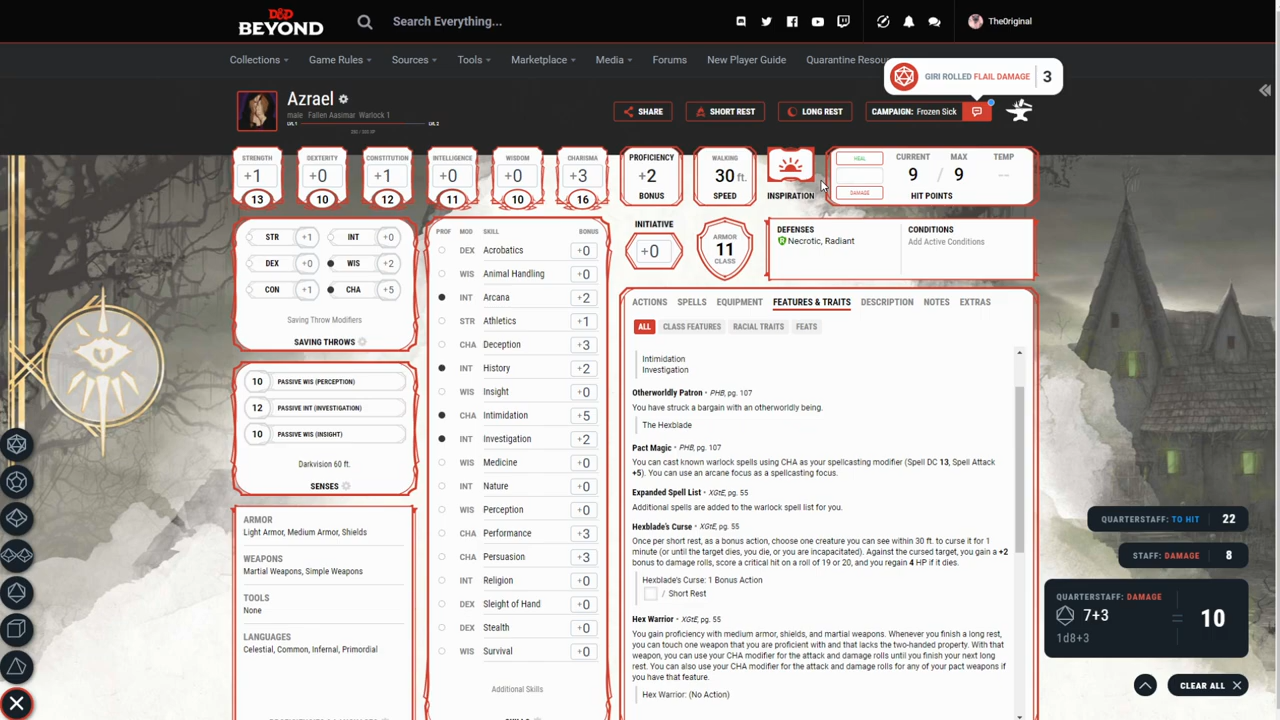 D&D
BEYOND
Search Everything...
The0riginal
Collections
Game Rules
Sources
Tools
Marketplace
Media
Forums
New Player Guide
Quarantine Resou
GIRI ROLLED FLAIL DAMAGE 3
Azrael
male Fallen Aasimar Warlock 1
SHARE
SHORT REST
LONG REST
CAMPAIGN: Frozen Sick
STRENGTH
+1
13
DEXTERITY
+0
10
CONSTITUTION
+1
12
INTELLIGENCE
+0
11
WISDOM
+0
10
CHARISMA
+3
16
PROFICIENCY
+2
BONUS
WALKING
30 ft.
SPEED
INSPIRATION
HEAL
DAMAGE
CURRENT MAX TEMP
9 / 9 --
HIT POINTS
STR +1 INT +0
DEX +0 WIS +2
CON +1 CHA +5
Saving Throw Modifiers
SAVING THROWS
10 PASSIVE WIS (PERCEPTION)
12 PASSIVE INT (INVESTIGATION)
10 PASSIVE WIS (INSIGHT)
Darkvision 60 ft.
SENSES
ARMOR
Light Armor, Medium Armor, Shields
WEAPONS
Martial Weapons, Simple Weapons
TOOLS
None
LANGUAGES
Celestial, Common, Infernal, Primordial
PROF MOD SKILL BONUS
DEX Acrobatics +0
WIS Animal Handling +0
INT Arcana +2
STR Athletics +1
CHA Deception +3
INT History +2
WIS Insight +0
CHA Intimidation +5
INT Investigation +2
WIS Medicine +0
INT Nature +0
WIS Perception +0
CHA Performance +3
CHA Persuasion +3
INT Religion +0
DEX Sleight of Hand +0
DEX Stealth +0
WIS Survival +0
Additional Skills
INITIATIVE
+0
ARMOR
11
CLASS
DEFENSES
Necrotic, Radiant
CONDITIONS
Add Active Conditions
ACTIONS SPELLS EQUIPMENT FEATURES & TRAITS DESCRIPTION NOTES EXTRAS
ALL CLASS FEATURES RACIAL TRAITS FEATS
Intimidation
Investigation
Otherworldly Patron • PHB, pg. 107
You have struck a bargain with an otherworldly being.
The Hexblade
Pact Magic • PHB, pg. 107
You can cast known warlock spells using CHA as your spellcasting modifier (Spell DC 13, Spell Attack
+5). You can use an arcane focus as a spellcasting focus.
Expanded Spell List • XGtE, pg. 55
Additional spells are added to the warlock spell list for you.
Hexblade's Curse • XGtE, pg. 55
Once per short rest, as a bonus action, choose one creature you can see within 30 ft. to curse it for 1
minute (or until the target dies, you die, or you are incapacitated). Against the cursed target, you gain a +2
bonus to damage rolls, score a critical hit on a roll of 19 or 20, and you regain 4 HP if it dies.
Hexblade's Curse: 1 Bonus Action
/ Short Rest
Hex Warrior • XGtE, pg. 55
You gain proficiency with medium armor, shields, and martial weapons. Whenever you finish a long rest,
you can touch one weapon that you are proficient with and that lacks the two-handed property. With that
weapon, you can use your CHA modifier for the attack and damage rolls until you finish your next long
rest. You can also use your CHA modifier for the attack and damage rolls for any of your pact weapons if
you have that feature.
Hex Warrior: (No Action)
QUARTERSTAFF: TO HIT 22
STAFF: DAMAGE 8
QUARTERSTAFF: DAMAGE
7+3 = 10
1d8+3
CLEAR ALL